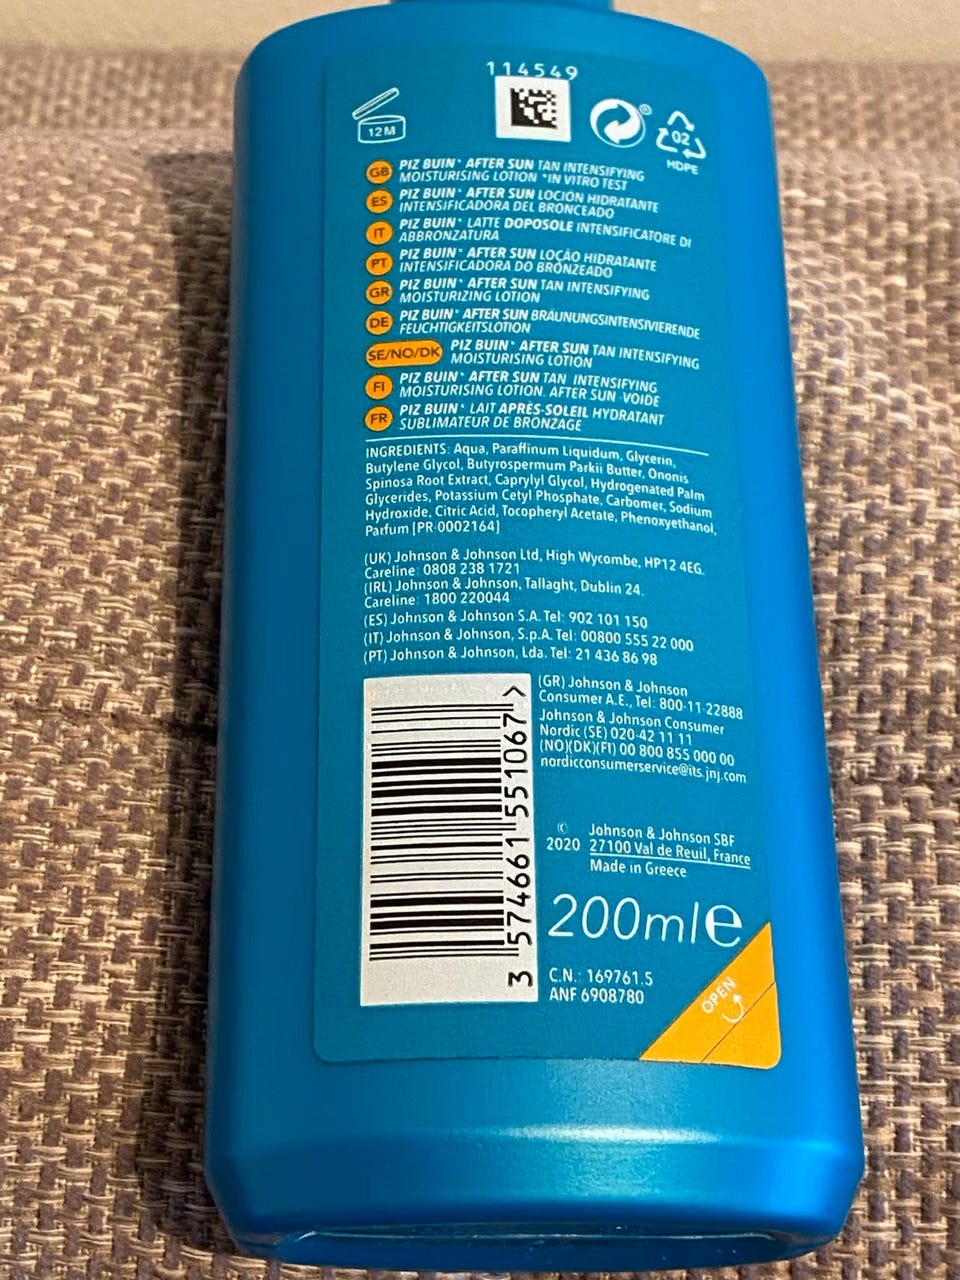 114549
12M
02
HDPE
GB PIZ BUIN® AFTER SUN TAN INTENSIFYING
MOISTURISING LOTION *IN VITRO TEST
ES PIZ BUIN® AFTER SUN LOCIÓN HIDRATANTE
INTENSIFICADORA DEL BRONCEADO
IT PIZ BUIN® LATTE DOPOSOLE INTENSIFICATORE DI
ABBRONZATURA
PT PIZ BUIN® AFTER SUN LOÇÃO HIDRATANTE
INTENSIFICADORA DO BRONZEADO
GR PIZ BUIN® AFTER SUN TAN INTENSIFYING
MOISTURIZING LOTION
DE PIZ BUIN® AFTER SUN BRÄUNUNGSINTENSIVIERENDE
FEUCHTIGKEITSLOTION
SE/NO/DK PIZ BUIN® AFTER SUN TAN INTENSIFYING
MOISTURISING LOTION
FI PIZ BUIN® AFTER SUN TAN INTENSIFYING
MOISTURISING LOTION. AFTER SUN -VOIDE
FR PIZ BUIN® LAIT APRÈS-SOLEIL HYDRATANT
SUBLIMATEUR DE BRONZAGE
INGREDIENTS: Aqua, Paraffinum Liquidum, Glycerin,
Butylene Glycol, Butyrospermum Parkii Butter, Ononis
Spinosa Root Extract, Caprylyl Glycol, Hydrogenated Palm
Glycerides, Potassium Cetyl Phosphate, Carbomer, Sodium
Hydroxide, Citric Acid, Tocopheryl Acetate, Phenoxyethanol,
Parfum [PR-0002164]
(UK) Johnson & Johnson Ltd, High Wycombe, HP12 4EG.
Careline: 0808 238 1721
(IRL) Johnson & Johnson, Tallaght, Dublin 24.
Careline: 1800 220044
(ES) Johnson & Johnson S.A. Tel: 902 101 150
(IT) Johnson & Johnson, S.p.A. Tel: 00800 555 22 000
(PT) Johnson & Johnson, Lda. Tel: 21 436 86 98
(GR) Johnson & Johnson
Consumer A.E., Tel: 800-11-22888
Johnson & Johnson Consumer
Nordic (SE) 020-42 11 11
(NO)(DK)(FI) 00 800 855 000 00
nordicconsumerservice@its.jnj.com
3 574661 551067 >
© 2020
Johnson & Johnson SBF
27100 Val de Reuil, France
Made in Greece
200ml e
C.N.: 169761.5
ANF 6908780
OPEN